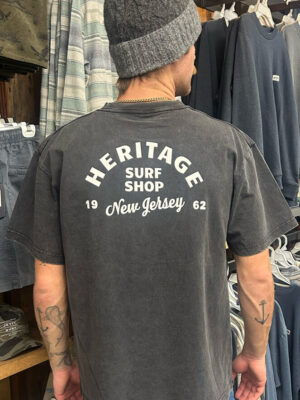 HERITAGE
SURF
SHOP
19 New Jersey 62